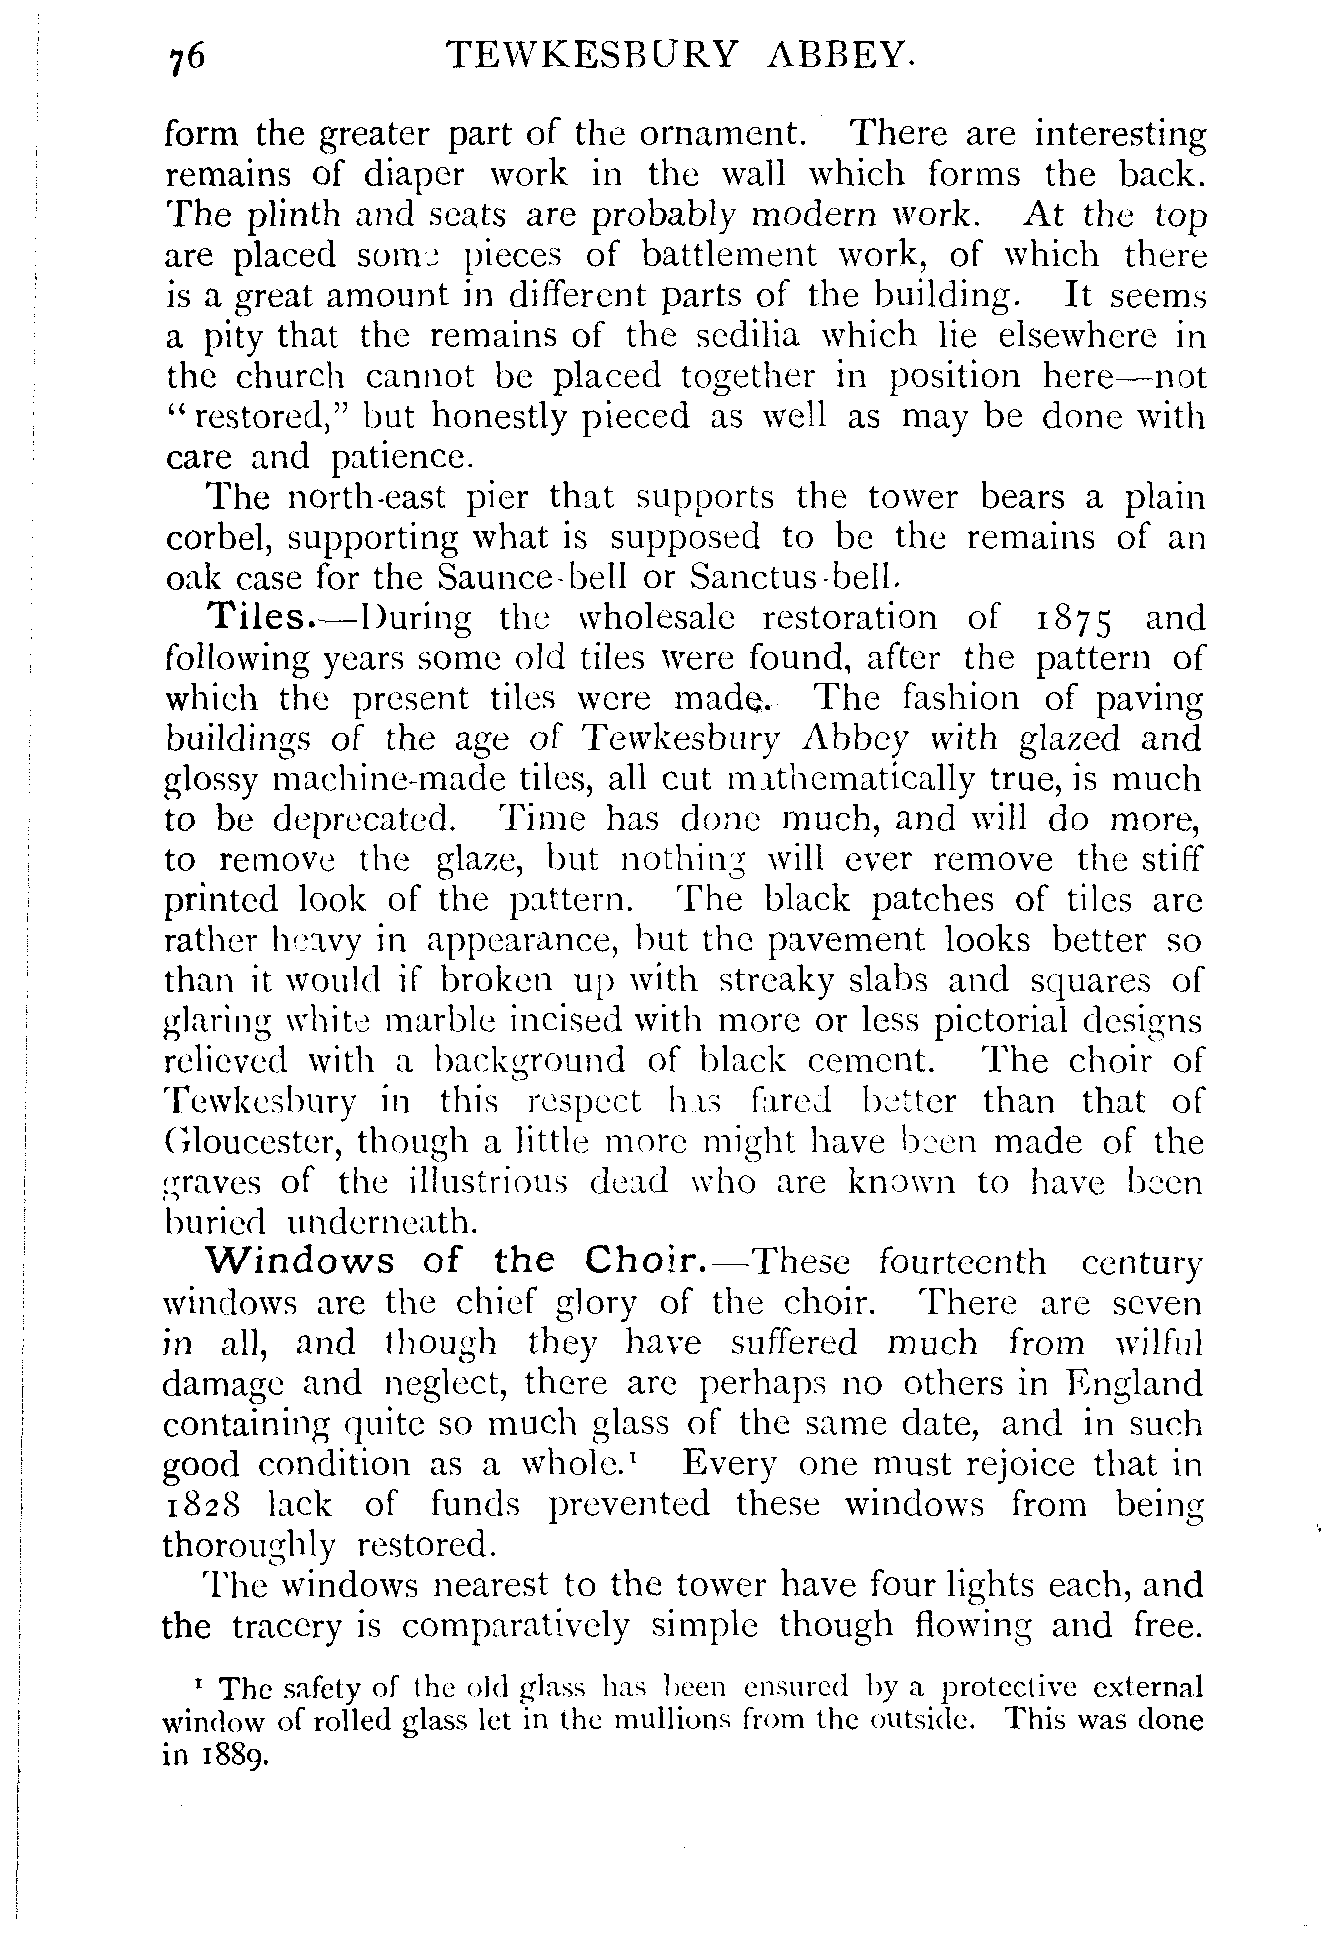 76 TEWKESBURY ABBEY.
form the greater part of the ornament. There are interesting
remains of diaper work in the wall which forms the back.
The plinth and seats are probably modern work. At the top
are placed some pieces of battlement work, of which there
is a great amount in different parts of the building. It seems
a pity that the remains of the sedilia which lie elsewhere in
the church cannot be placed together in position here—not
“restored,” but honestly pieced as well as may be done with
care and patience.
The north-east pier that supports the tower bears a plain
corbel, supporting what is supposed to be the remains of an
oak case for the Saunce-bell or Sanctus-bell.
Tiles.—During the wholesale restoration of 1875 and
following years some old tiles were found, after the pattern of
which the present tiles were made. The fashion of paving
buildings of the age of Tewkesbury Abbey with glazed and
glossy machine-made tiles, all cut mathematically true, is much
to be deprecated. Time has done much, and will do more,
to remove the glaze, but nothing will ever remove the stiff
printed look of the pattern. The black patches of tiles are
rather heavy in appearance, but the pavement looks better so
than it would if broken up with streaky slabs and squares of
glaring white marble incised with more or less pictorial designs
relieved with a background of black cement. The choir of
Tewkesbury in this respect has fared better than that of
Gloucester, though a little more might have been made of the
graves of the illustrious dead who are known to have been
buried underneath.
Windows of the Choir.—These fourteenth century
windows are the chief glory of the choir. There are seven
in all, and though they have suffered much from wilful
damage and neglect, there are perhaps no others in England
containing quite so much glass of the same date, and in such
good condition as a whole.¹ Every one must rejoice that in
1828 lack of funds prevented these windows from being
thoroughly restored.
The windows nearest to the tower have four lights each, and
the tracery is comparatively simple though flowing and free.
¹ The safety of the old glass has been ensured by a protective external
window of rolled glass let in the mullions from the outside. This was done
in 1889.